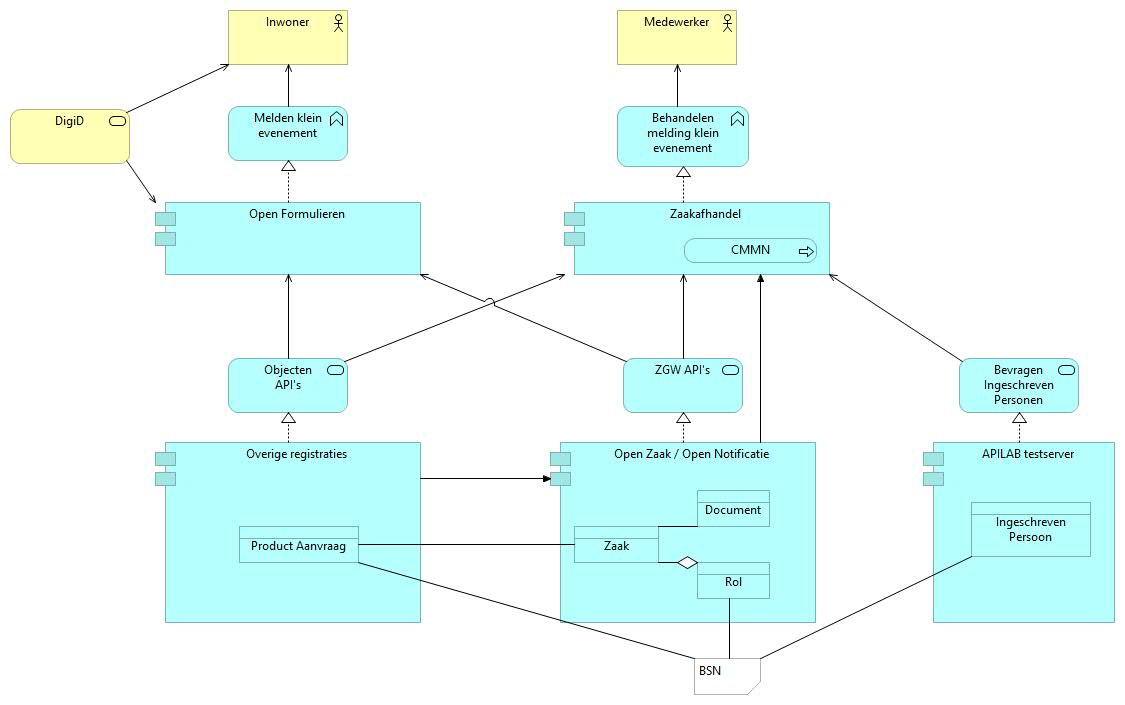 Inwoner
Medewerker
DigiD
Melden klein
evenement
Behandelen
melding klein
evenement
Open Formulieren
Zaakafhandel
CMMN
Objecten
API's
ZGW API's
Bevragen
Ingeschreven
Personen
Overige registraties
Open Zaak / Open Notificatie
APILAB testserver
Document
Ingeschreven
Persoon
Product Aanvraag
Zaak
Rol
BSN